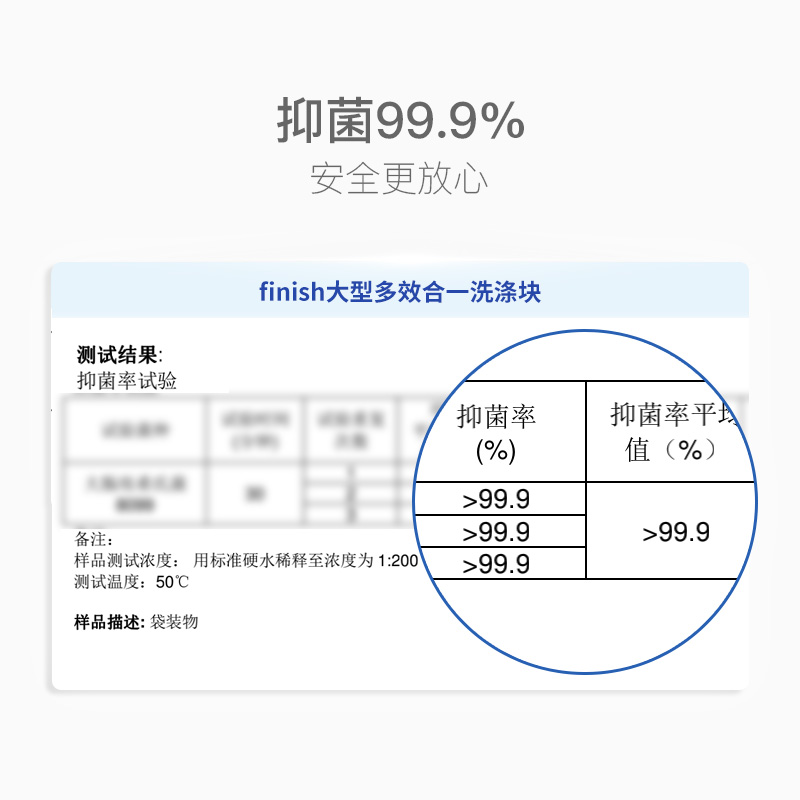 抑菌99.9%
安全更放心
finish大型多效合一洗涤块
测试结果:
抑菌率试验
抑菌率
(%)
抑菌率平均
值（%）
>99.9
>99.9
>99.9
>99.9
备注:
样品测试浓度： 用标准硬水稀释至浓度为 1:200
测试温度：50℃
样品描述: 袋装物